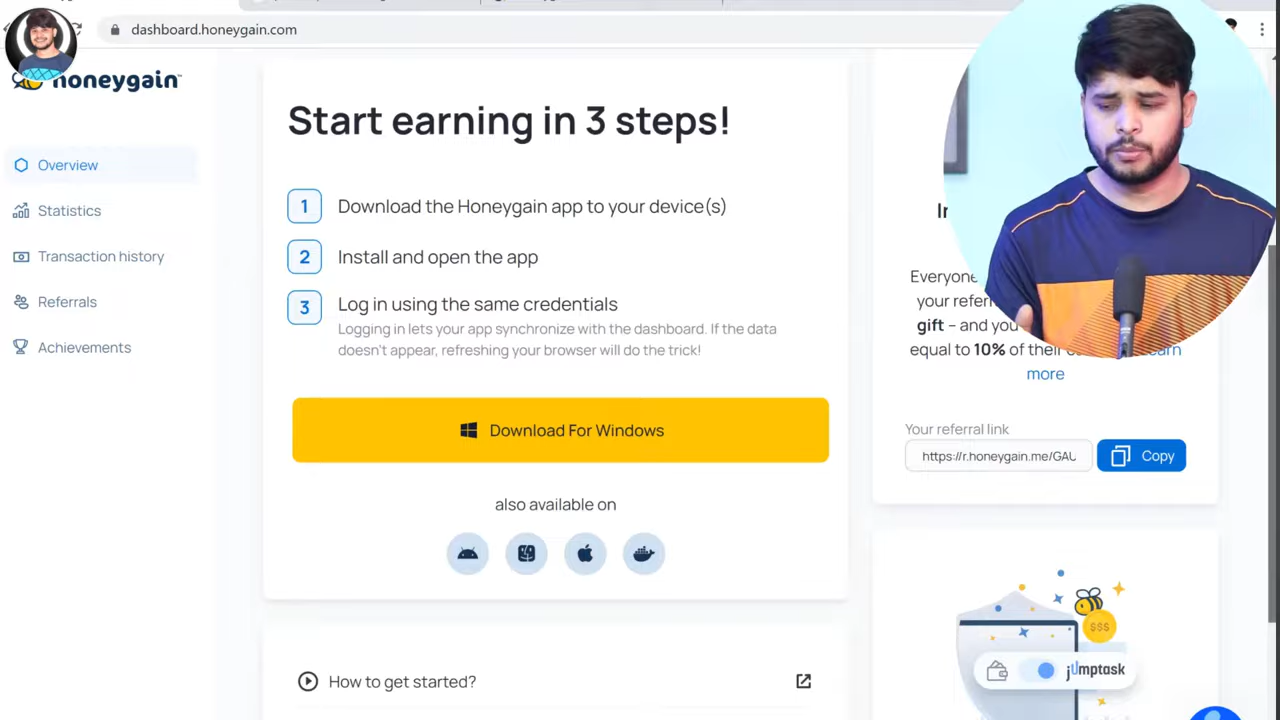 dashboard.honeygain.com
honeygain
Overview
Statistics
Transaction history
Referrals
Achievements
Start earning in 3 steps!
1 Download the Honeygain app to your device(s)
2 Install and open the app
3 Log in using the same credentials
Logging in lets your app synchronize with the dashboard. If the data
doesn't appear, refreshing your browser will do the trick!
Download For Windows
also available on
How to get started?
Everyone
your
gift – and you
equal to 10% of their
more
Your referral link
https://r.honeygain.me/GAU
Copy
$$$
jumptask